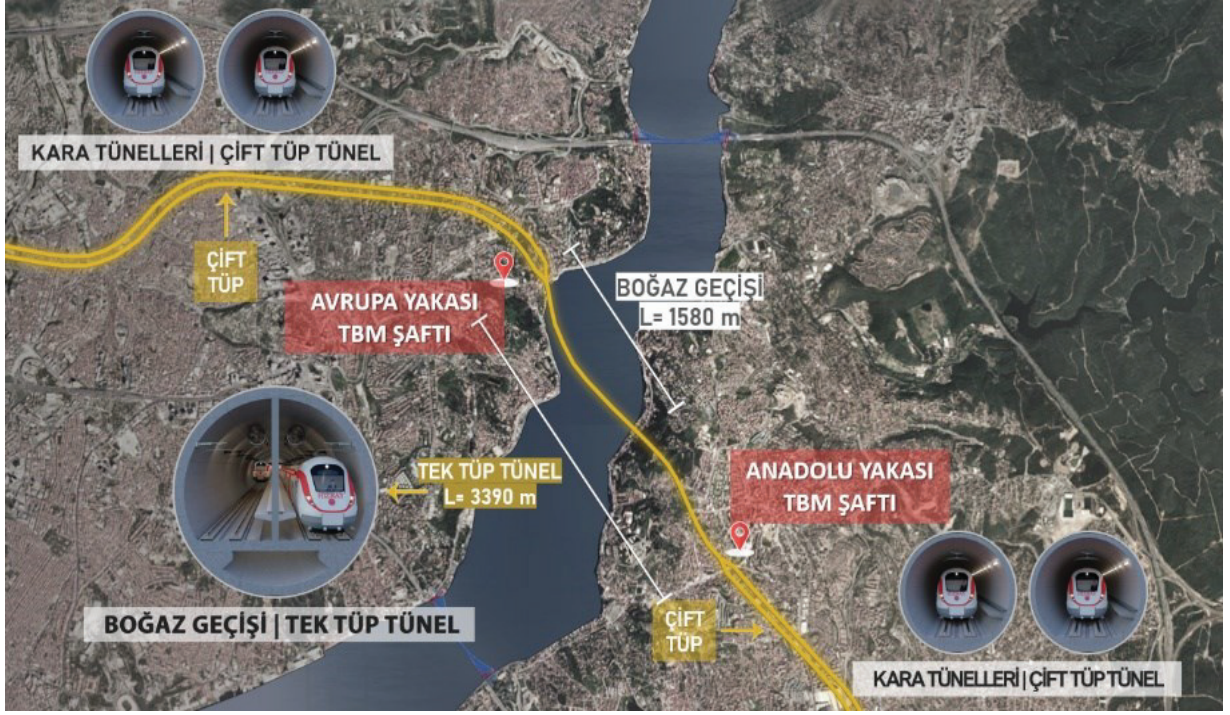 KARA TÜNELLERİ | ÇİFT TÜP TÜNEL
ÇİFT
TÜP
AVRUPA YAKASI
TBM ŞAFTI
BOĞAZ GEÇİŞİ
L= 1580 m
TEK TÜP TÜNEL
L= 3390 m
ANADOLU YAKASI
TBM ŞAFTI
BOĞAZ GEÇİŞİ | TEK TÜP TÜNEL
ÇİFT
TÜP
KARA TÜNELLERİ | ÇİFT TÜP TÜNEL